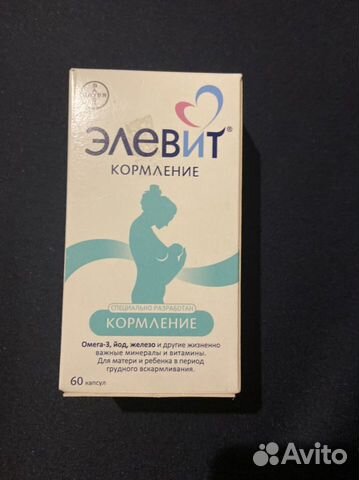 BAYER
ЭЛЕВИТ®
КОРМЛЕНИЕ
СПЕЦИАЛЬНО РАЗРАБОТАН
КОРМЛЕНИЕ
Омега-3, йод, железо и другие жизненно
важные минералы и витамины.
Для матери и ребенка в период
грудного вскармливания.
60 капсул
Avito